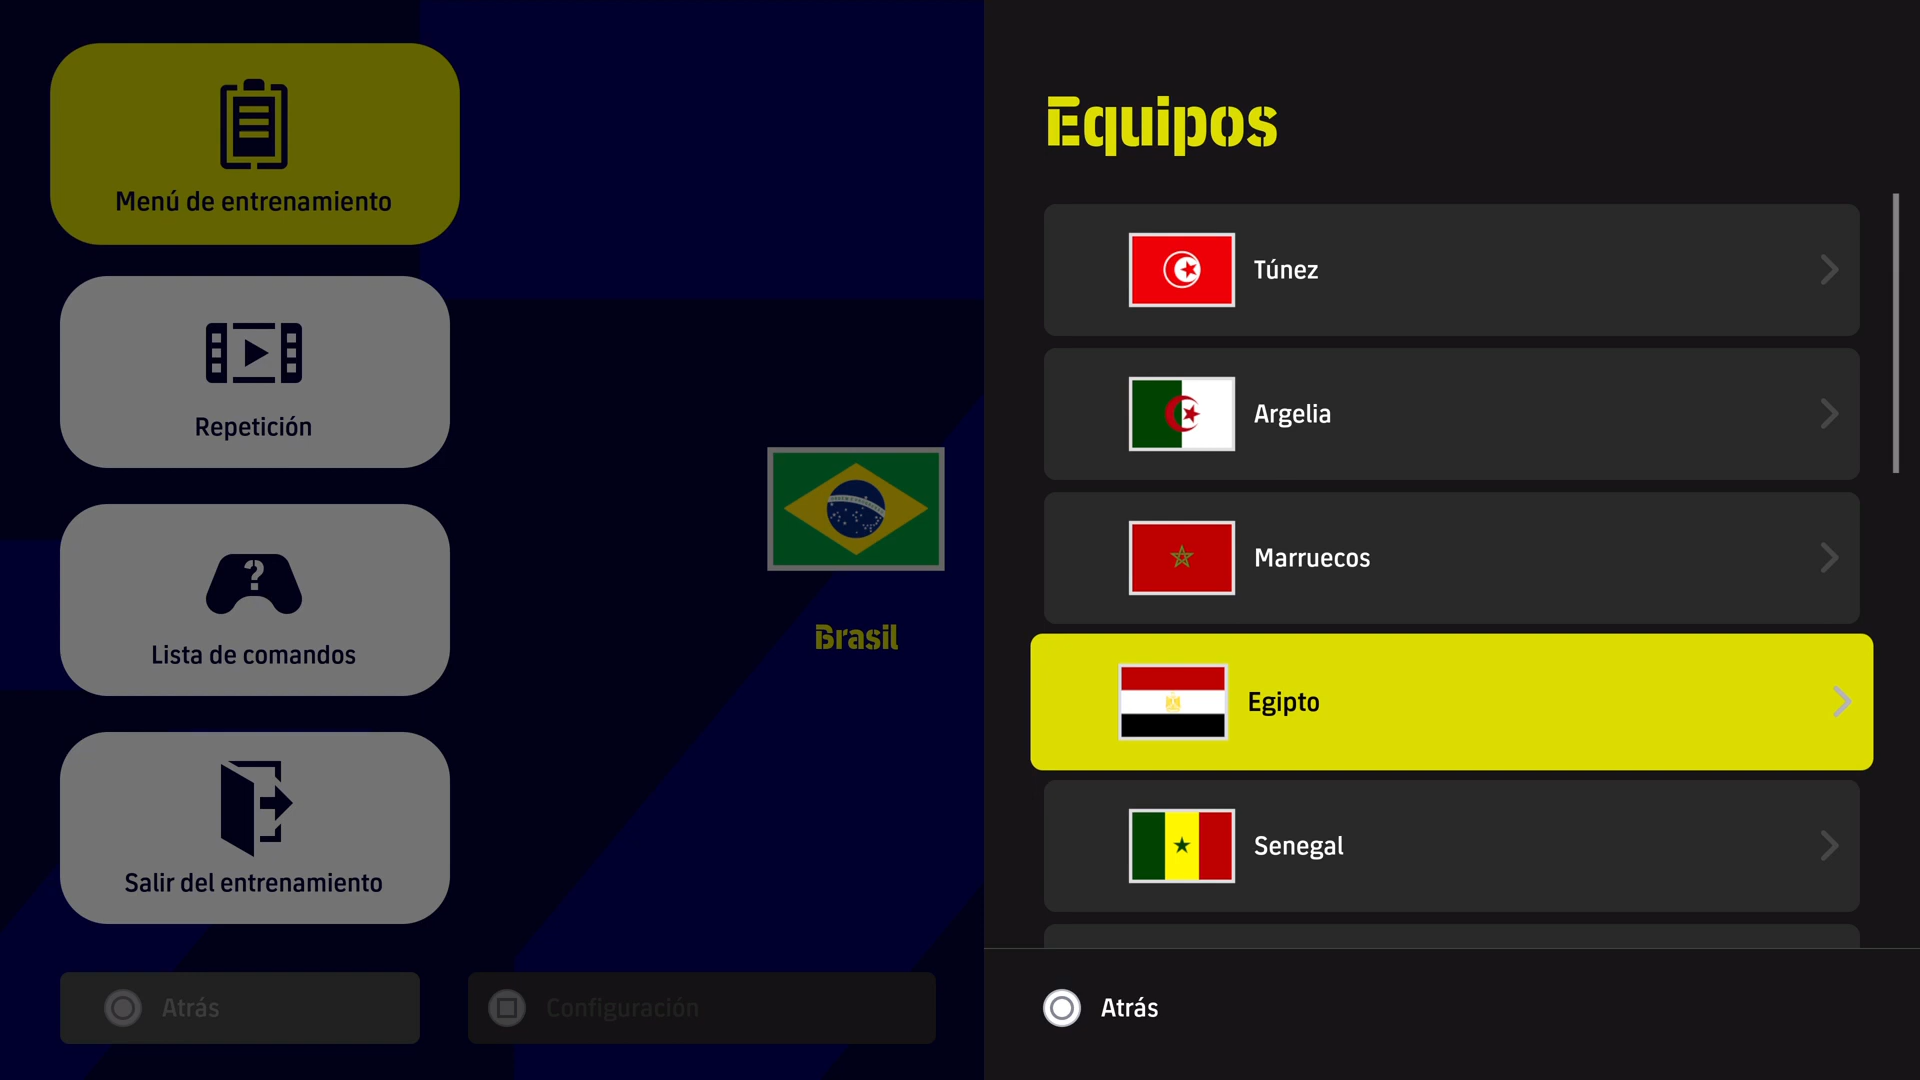 Menú de entrenamiento
Repetición
Lista de comandos
Salir del entrenamiento
Atrás
Configuración
Brasil
Equipos
Túnez
Argelia
Marruecos
Egipto
Senegal
Atrás